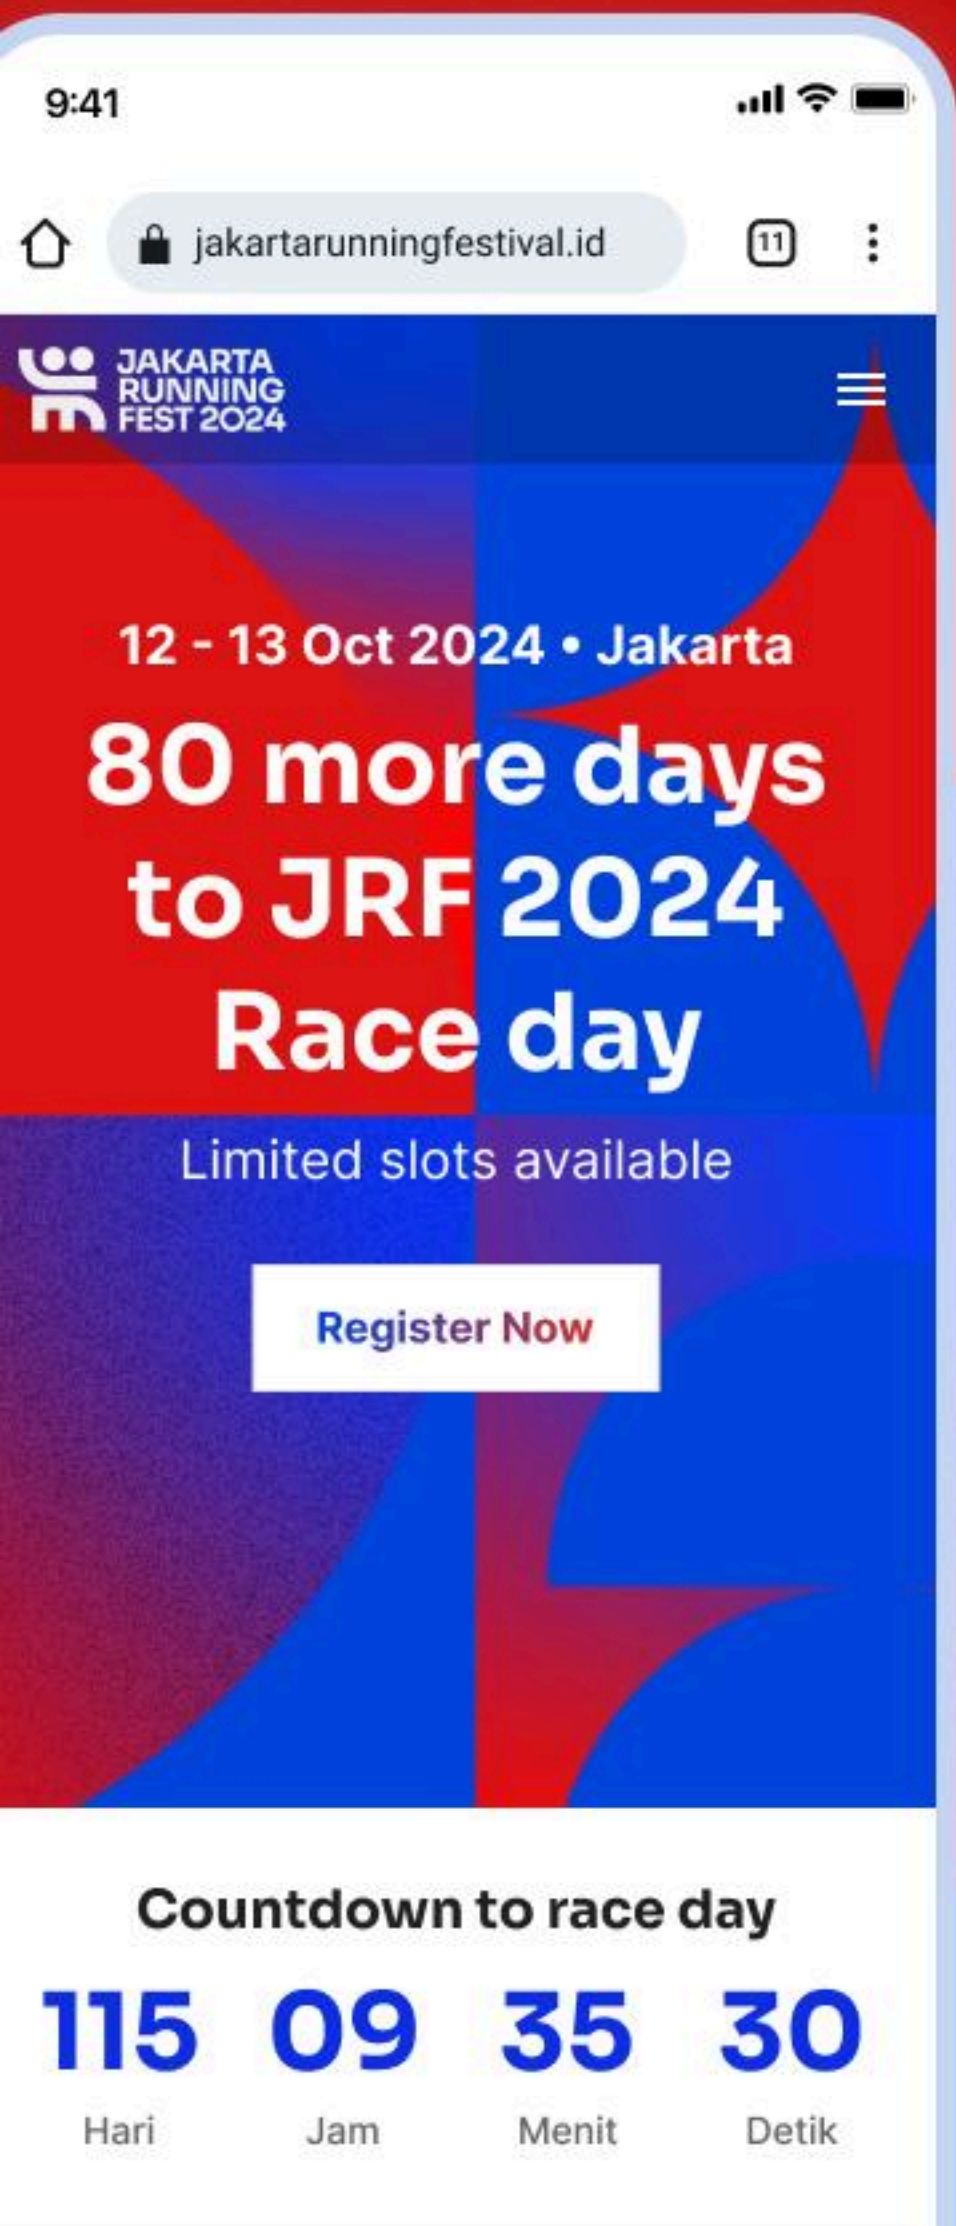 9:41
jakartarunningfestival.id
11
JAKARTA
RUNNING
FEST 2024
12 - 13 Oct 2024 • Jakarta
80 more days
to JRF 2024
Race day
Limited slots available
Register Now
Countdown to race day
115 09 35 30
Hari Jam Menit Detik